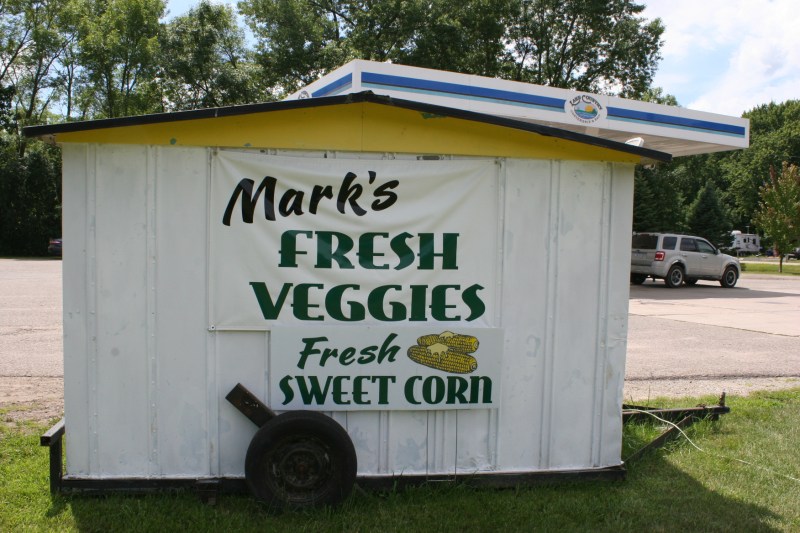 Mark's
FRESH
VEGGIES
Fresh
SWEET CORN